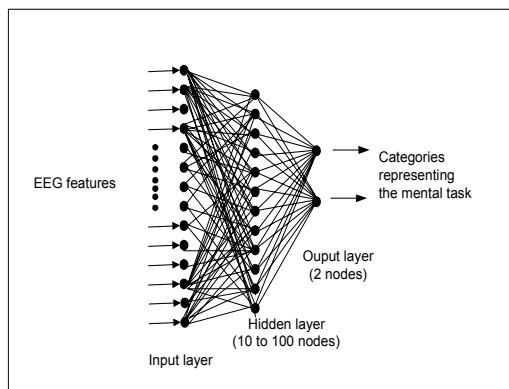 EEG features
Categories
representing
the mental task
Ouput layer
(2 nodes)
Hidden layer
(10 to 100 nodes)
Input layer